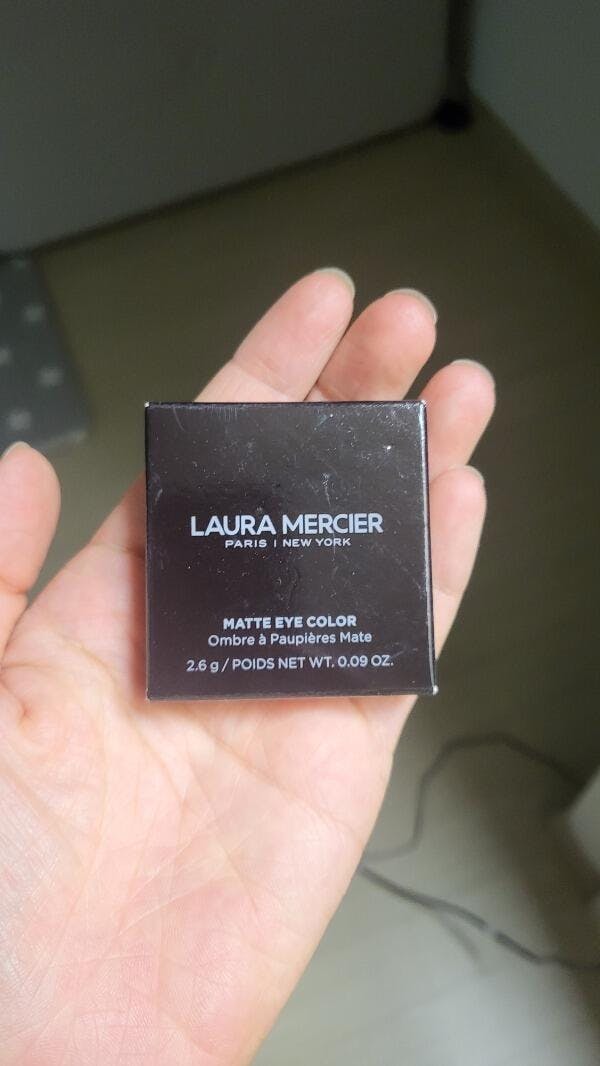 LAURA MERCIER
PARIS | NEW YORK
MATTE EYE COLOR
Ombre à Paupières Mate
2.6 g / POIDS NET WT. 0.09 OZ.